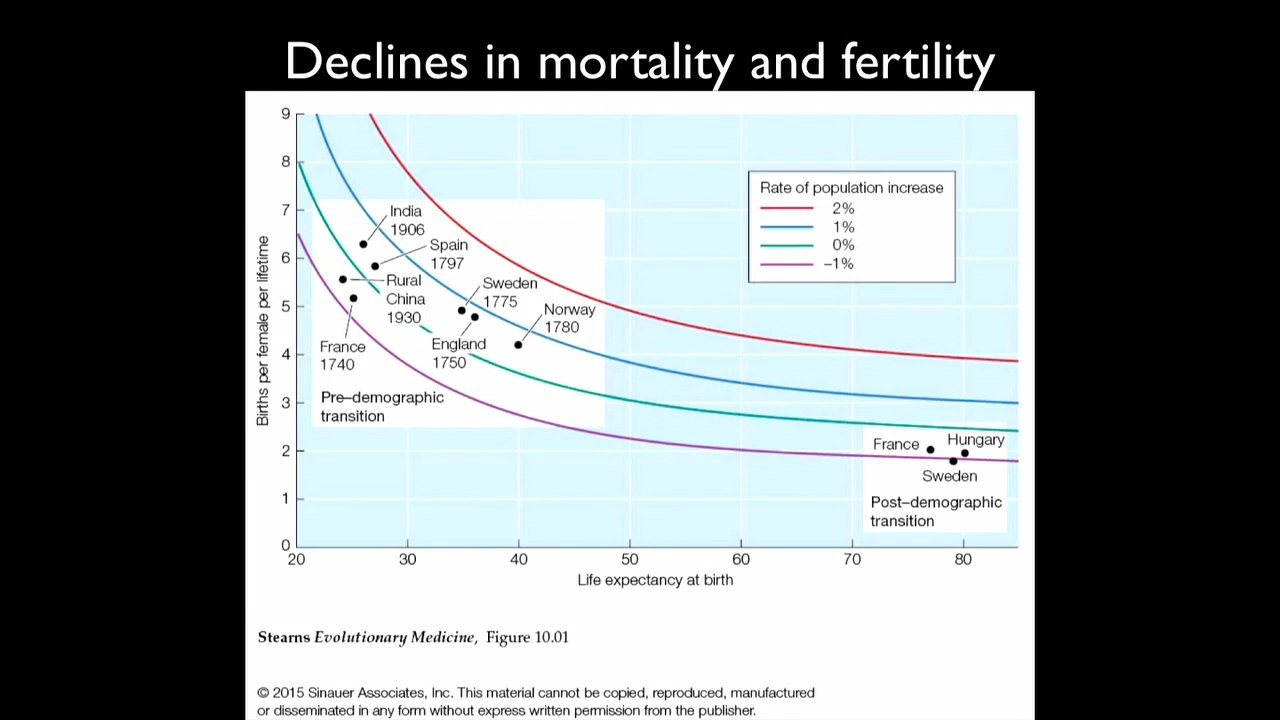 Declines in mortality and fertility
Births per female per lifetime
9
8
7
6
5
4
3
2
1
0
20
30
40
50
60
70
80
Life expectancy at birth
Rate of population increase
2%
1%
0%
–1%
India
1906
Spain
1797
Rural
China
1930
Sweden
1775
Norway
1780
England
1750
France
1740
Pre–demographic
transition
France
Hungary
Sweden
Post–demographic
transition
Stearns Evolutionary Medicine, Figure 10.01
© 2015 Sinauer Associates, Inc. This material cannot be copied, reproduced, manufactured
or disseminated in any form without express written permission from the publisher.